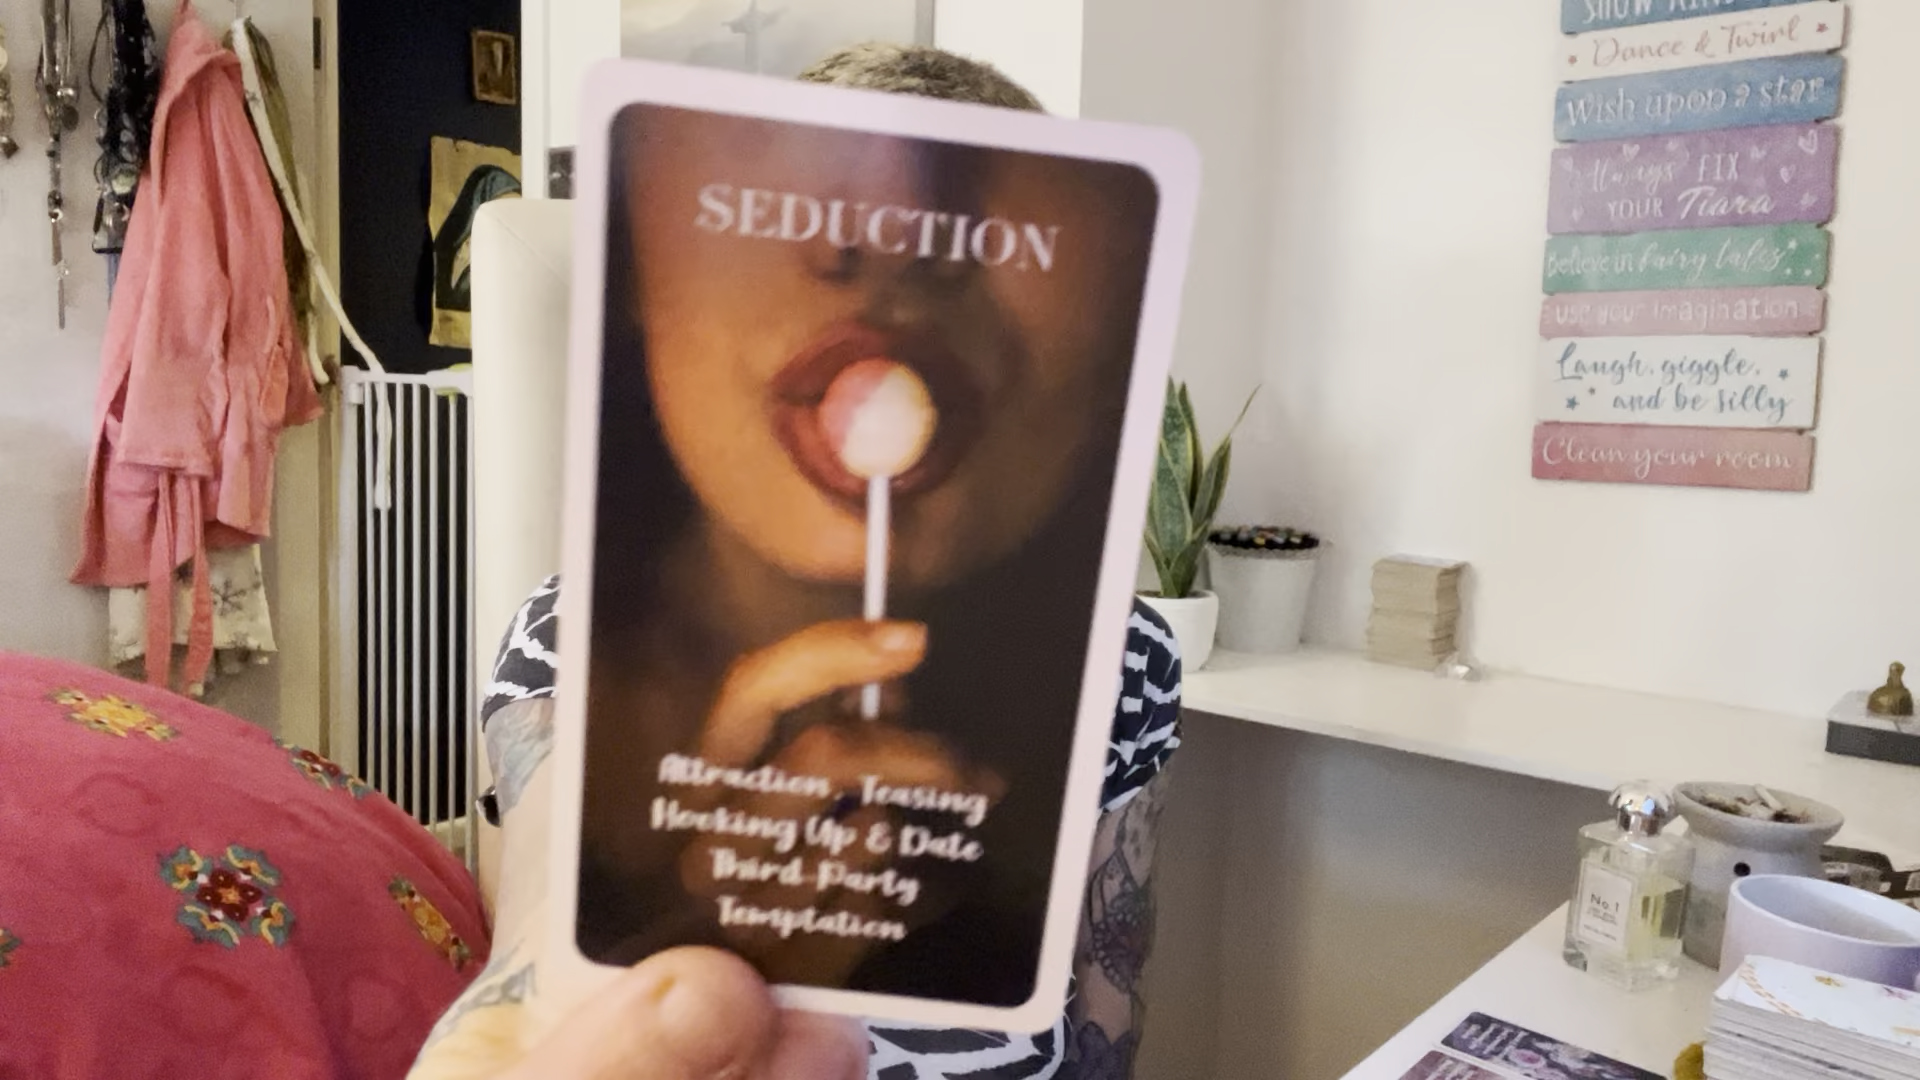 SEDUCTION
Attraction, Teasing
Hooking Up & Date
Third Party
Temptation
Dance & Twirl
Wish upon a star
Always FIX
YOUR Tiara
Believe in fairy tales
use your imagination
Laugh, giggle,
and be silly
Clean your room
No.1